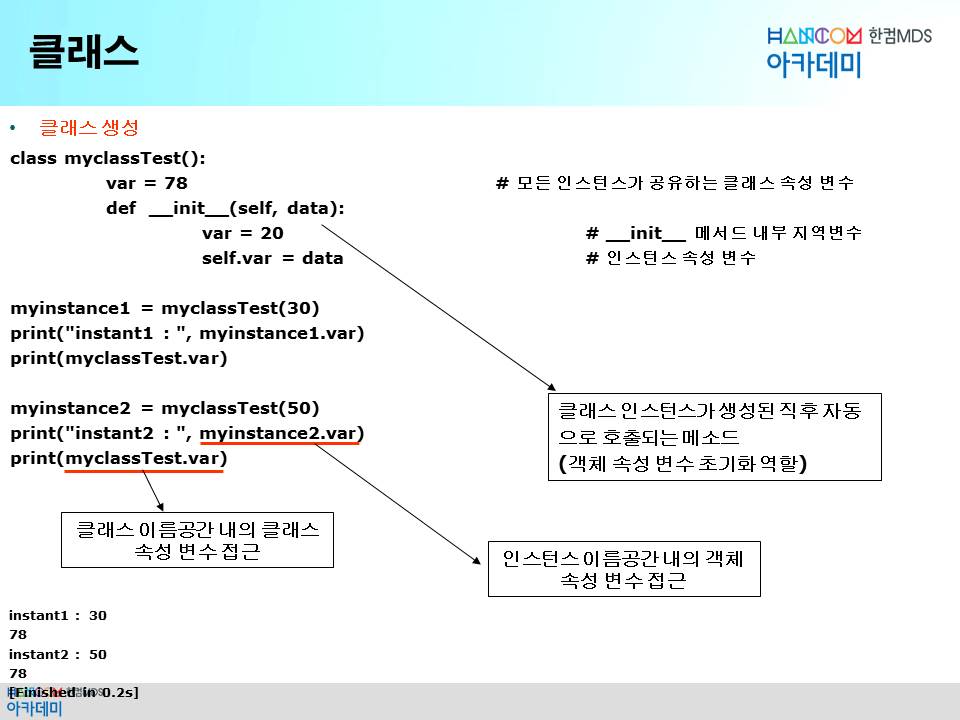 클래스
HANCOM 한컴MDS
아카데미
• 클래스 생성
class myclassTest():
var = 78 # 모든 인스턴스가 공유하는 클래스 속성 변수
def __init__(self, data):
var = 20 # __init__ 메서드 내부 지역변수
self.var = data # 인스턴스 속성 변수
myinstance1 = myclassTest(30)
print("instant1 : ", myinstance1.var)
print(myclassTest.var)
myinstance2 = myclassTest(50)
print("instant2 : ", myinstance2.var)
print(myclassTest.var)
클래스 인스턴스가 생성된 직후 자동
으로 호출되는 메소드
(객체 속성 변수 초기화 역할)
클래스 이름공간 내의 클래스
속성 변수 접근
인스턴스 이름공간 내의 객체
속성 변수 접근
instant1 : 30
78
instant2 : 50
78
[Finished in 0.2s]
HANCOM 한컴MDS
아카데미